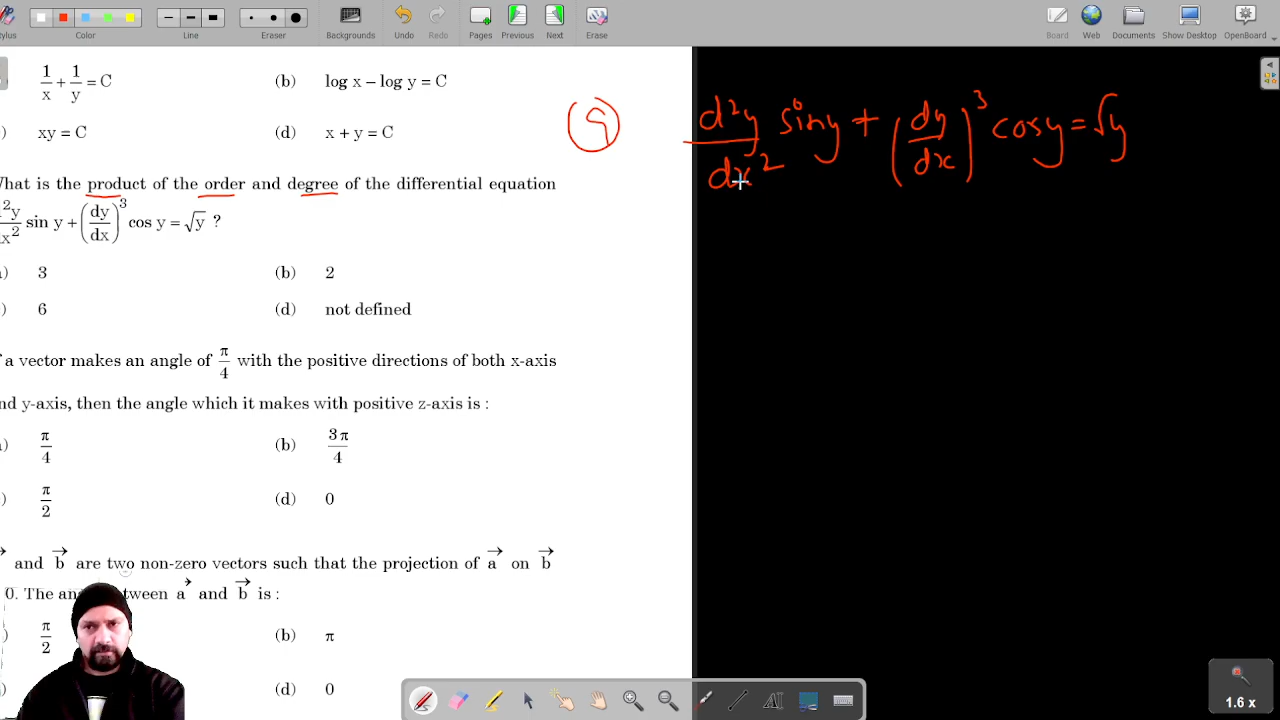 Stylus Color Line Eraser Backgrounds Undo Redo Pages Previous Next Erase Board Web Documents Show Desktop OpenBoard
1/x + 1/y = C (b) log x – log y = C
) xy = C (d) x + y = C
What is the product of the order and degree of the differential equation
d²y/dx² sin y + (dy/dx)³ cos y = √y ?
) 3 (b) 2
) 6 (d) not defined
f a vector makes an angle of π/4 with the positive directions of both x-axis
nd y-axis, then the angle which it makes with positive z-axis is :
) π/4 (b) 3π/4
) π/2 (d) 0
and b⃗ are two non-zero vectors such that the projection of a⃗ on b⃗
0. The between a⃗ and b⃗ is :
) π/2 (b) π
) (d) 0
9 d²y/dx² sin y + (dy/dx)³ cos y = √y
1.6 x